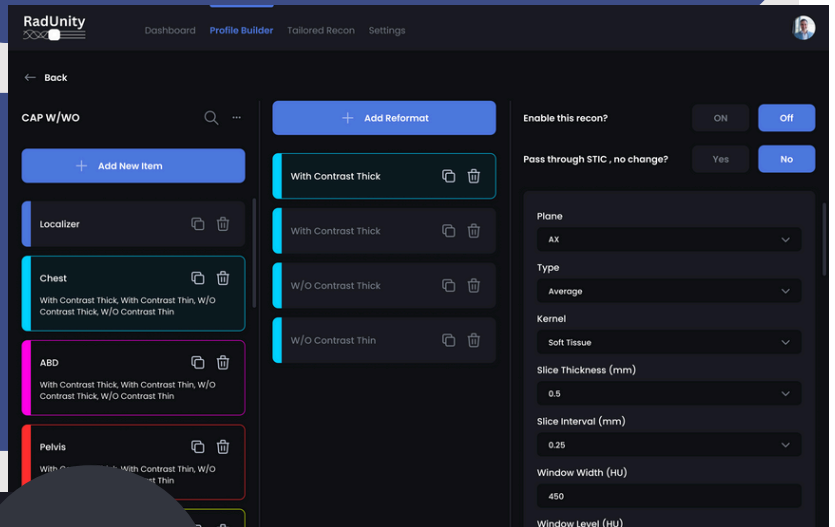 RadUnity
Dashboard Profile Builder Tailored Recon Settings
← Back
CAP W/WO
...
+ Add New Item
Localizer
Chest
With Contrast Thick, With Contrast Thin, W/O
Contrast Thick, W/O Contrast Thin
ABD
With Contrast Thick, With Contrast Thin, W/O
Contrast Thick, W/O Contrast Thin
Pelvis
With Contrast Thin, W/O
Thin
+ Add Reformat
With Contrast Thick
With Contrast Thick
W/O Contrast Thick
W/O Contrast Thin
Enable this recon? ON Off
Pass through STIC , no change? Yes No
Plane
AX
Type
Average
Kernel
Soft Tissue
Slice Thickness (mm)
0.5
Slice Interval (mm)
0.25
Window Width (HU)
450
Window Level (HU)